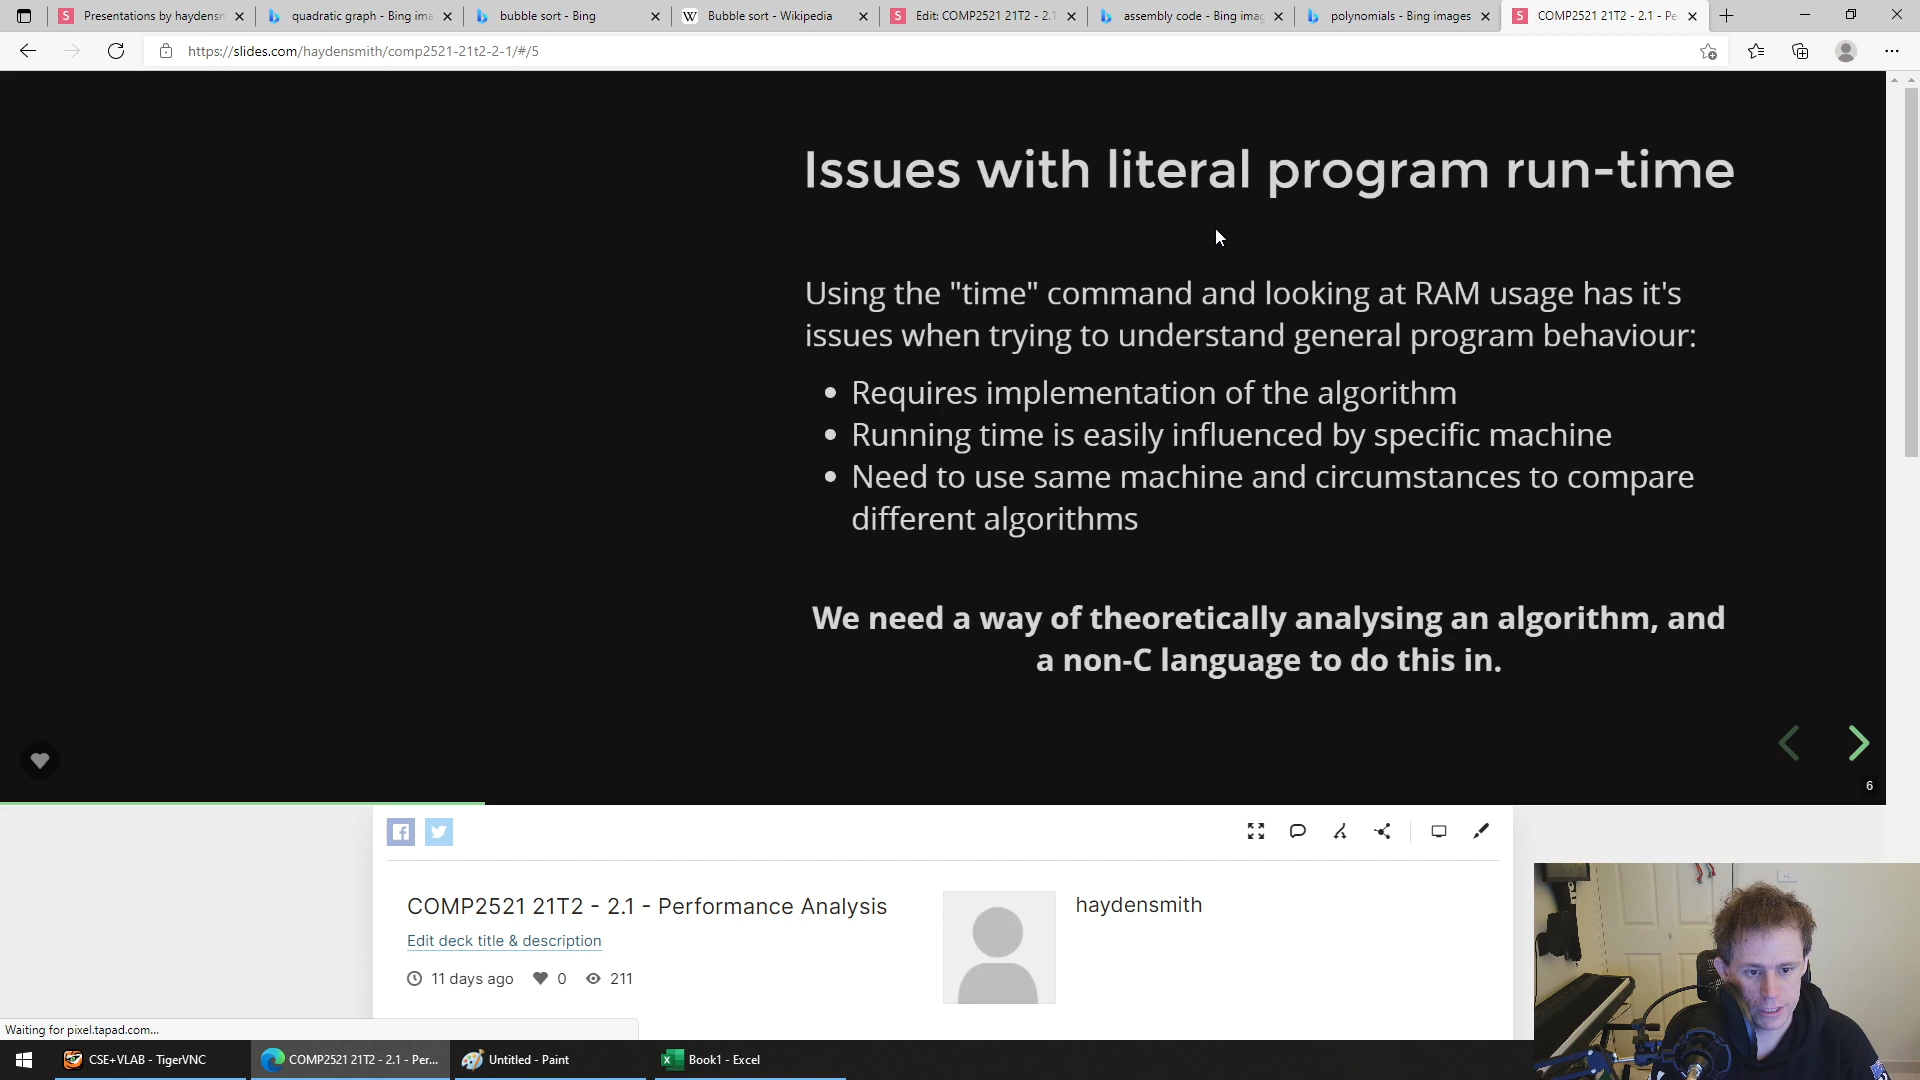 Presentations by haydensm
quadratic graph - Bing ima
bubble sort - Bing
Bubble sort - Wikipedia
Edit: COMP2521 21T2 - 2.1
assembly code - Bing imag
polynomials - Bing images
COMP2521 21T2 - 2.1 - Pe
https://slides.com/haydensmith/comp2521-21t2-2-1/#/5
Issues with literal program run-time
Using the "time" command and looking at RAM usage has it's
issues when trying to understand general program behaviour:
• Requires implementation of the algorithm
• Running time is easily influenced by specific machine
• Need to use same machine and circumstances to compare
different algorithms
We need a way of theoretically analysing an algorithm, and
a non-C language to do this in.
6
COMP2521 21T2 - 2.1 - Performance Analysis
haydensmith
Edit deck title & description
11 days ago 0 211
Waiting for pixel.tapad.com...
CSE+VLAB - TigerVNC
COMP2521 21T2 - 2.1 - Per...
Untitled - Paint
Book1 - Excel